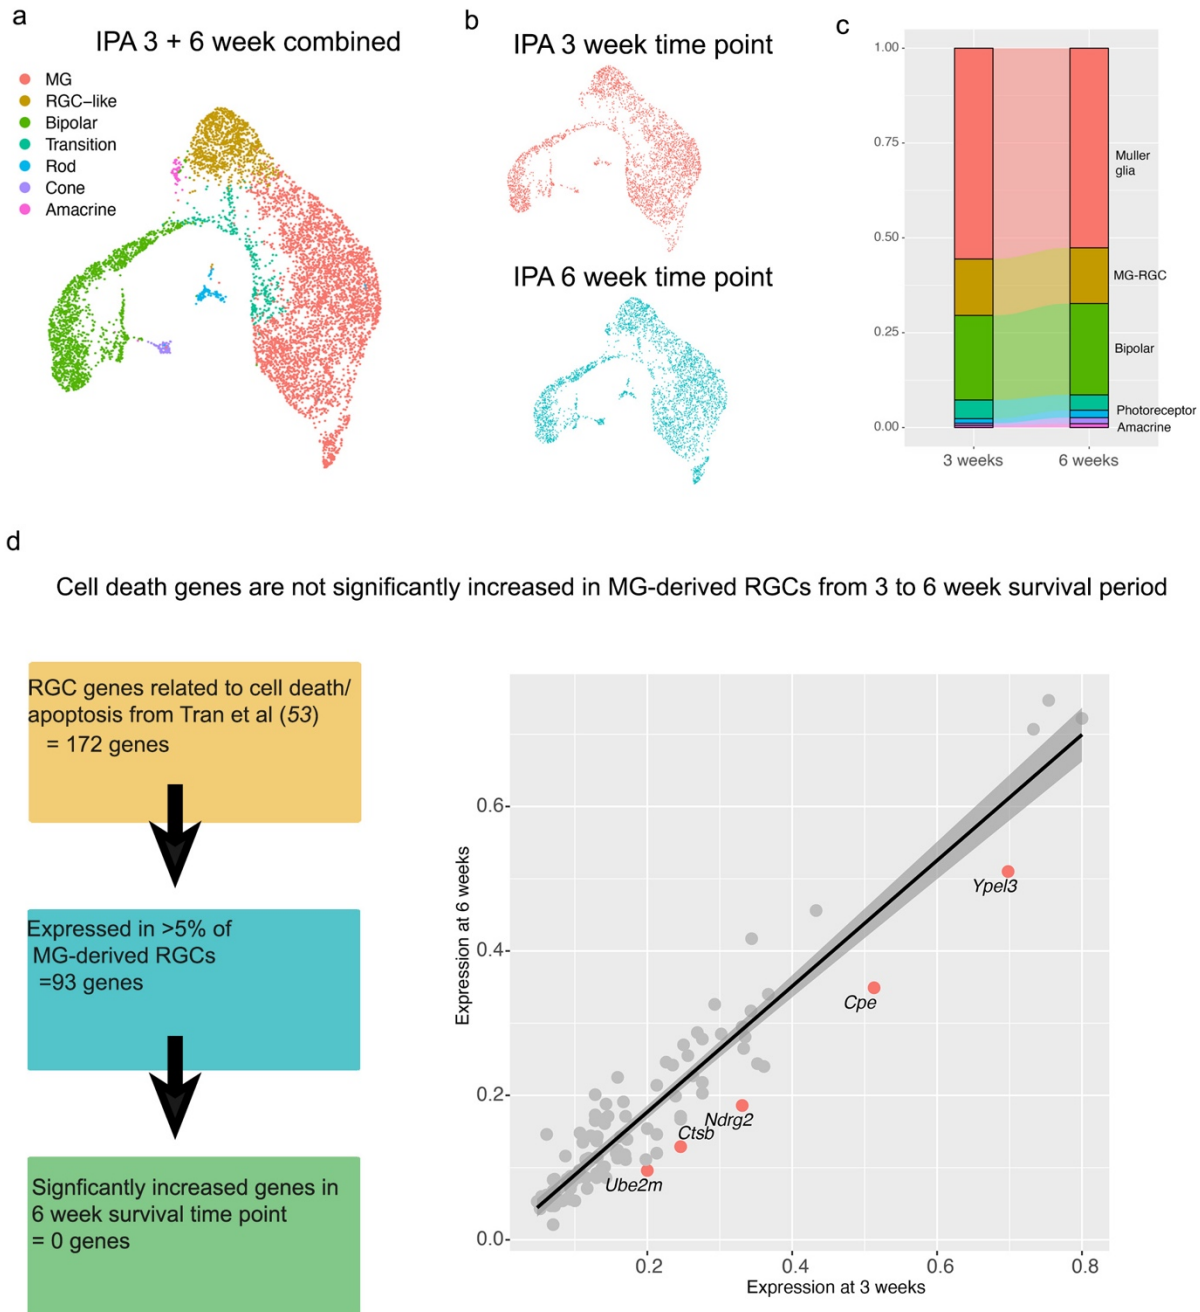 a
IPA 3 + 6 week combined
MG
RGC-like
Bipolar
Transition
Rod
Cone
Amacrine
b
IPA 3 week time point
IPA 6 week time point
c
1.00
0.75
0.50
0.25
0.00
Muller
glia
MG-RGC
Bipolar
Photoreceptor
Amacrine
3 weeks
6 weeks
d
Cell death genes are not significantly increased in MG-derived RGCs from 3 to 6 week survival period
RGC genes related to cell death/
apoptosis from Tran et al (53)
= 172 genes
Expressed in >5% of
MG-derived RGCs
=93 genes
Signficantly increased genes in
6 week survival time point
= 0 genes
Expression at 6 weeks
0.6
0.4
0.2
0.0
Ypel3
Cpe
Ndrg2
Ctsb
Ube2m
0.2
0.4
0.6
0.8
Expression at 3 weeks